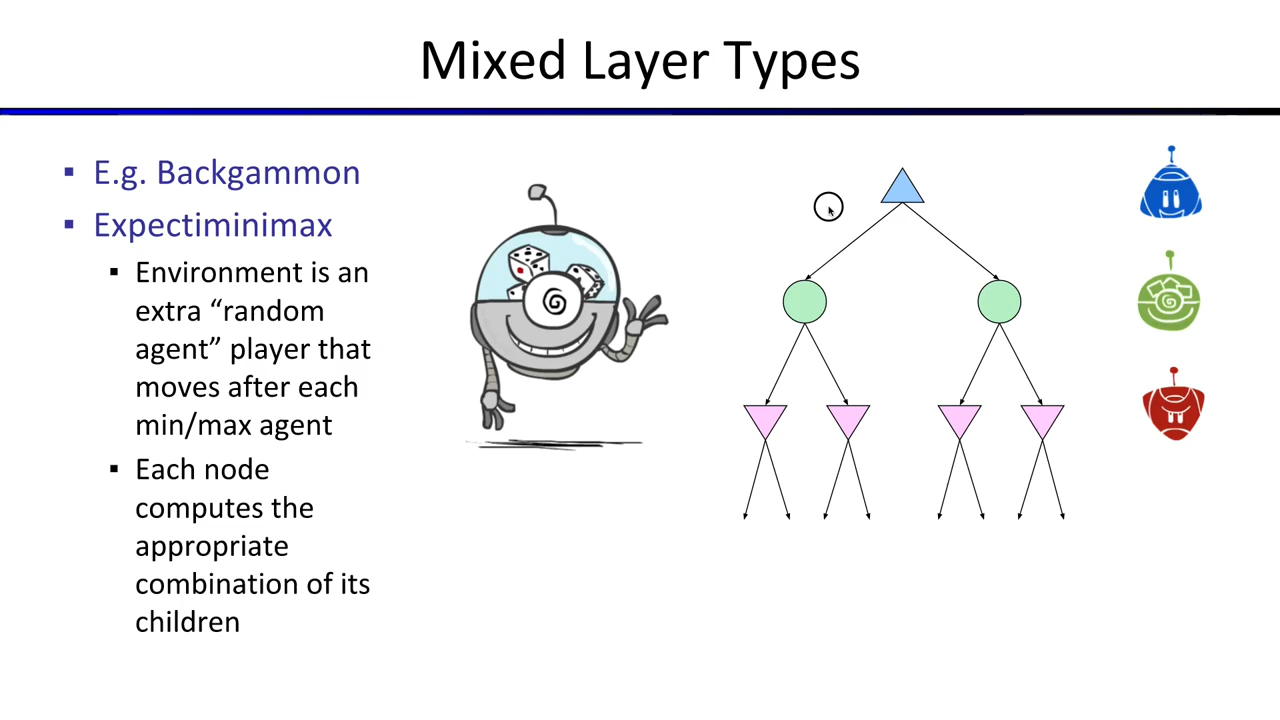 Mixed Layer Types
▪ E.g. Backgammon
▪ Expectiminimax
▪ Environment is an
extra “random
agent” player that
moves after each
min/max agent
▪ Each node
computes the
appropriate
combination of its
children